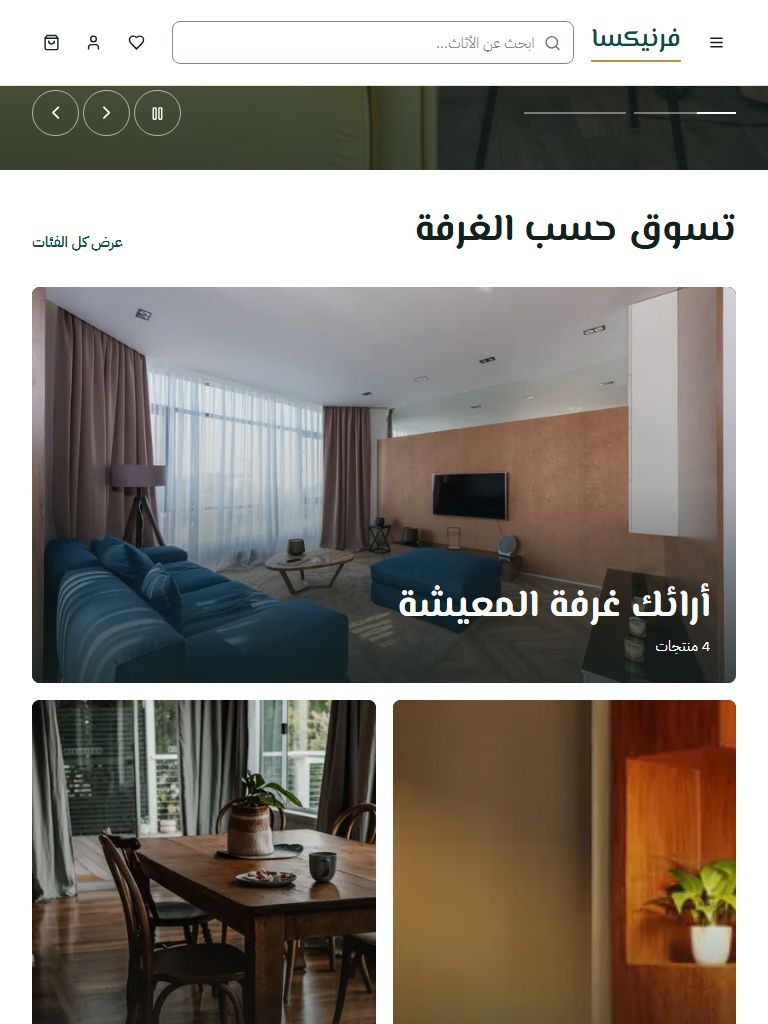 فرنيكسا
ابحث عن الأثاث...
تسوق حسب الغرفة
عرض كل الفئات
أرائك غرفة المعيشة
4 منتجات